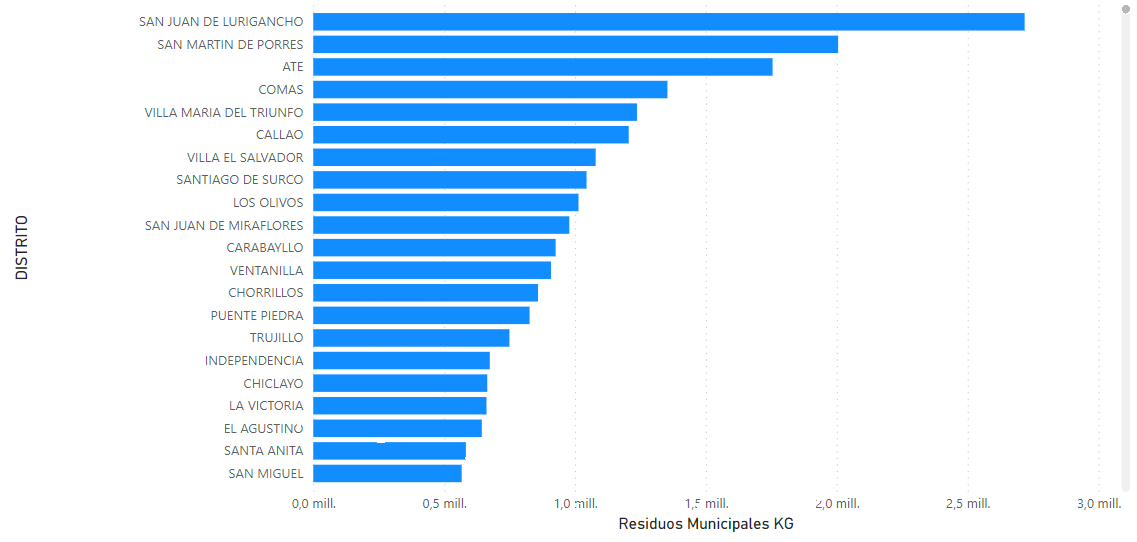 DISTRITO
SAN JUAN DE LURIGANCHO
SAN MARTIN DE PORRES
ATE
COMAS
VILLA MARIA DEL TRIUNFO
CALLAO
VILLA EL SALVADOR
SANTIAGO DE SURCO
LOS OLIVOS
SAN JUAN DE MIRAFLORES
CARABAYLLO
VENTANILLA
CHORRILLOS
PUENTE PIEDRA
TRUJILLO
INDEPENDENCIA
CHICLAYO
LA VICTORIA
EL AGUSTINO
SANTA ANITA
SAN MIGUEL
0,0 mill. 0,5 mill. 1,0 mill. 1,5 mill. 2,0 mill. 2,5 mill. 3,0 mill.
Residuos Municipales KG